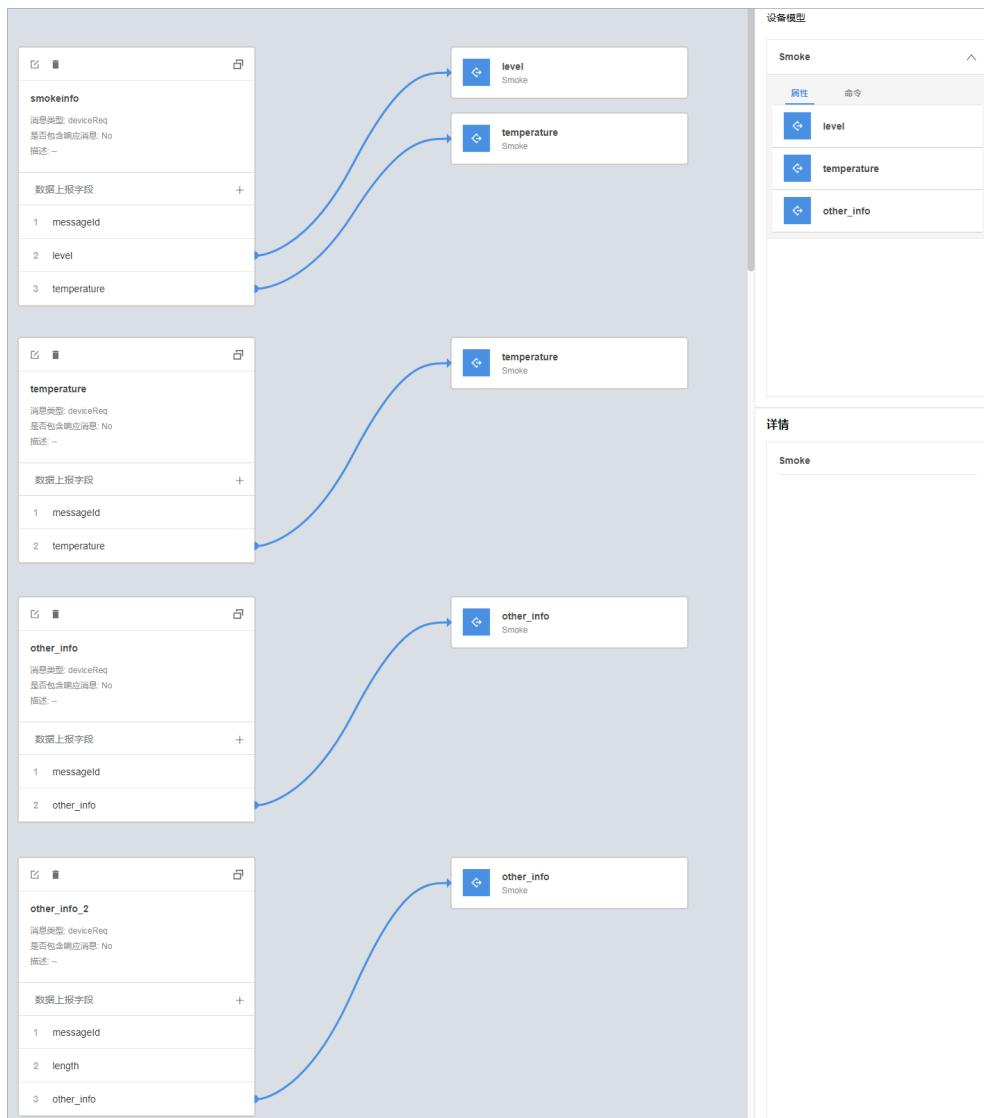 smokeinfo
消息类型: deviceReq
是否包含响应消息: No
描述: --
数据上报字段
1 messageId
2 level
3 temperature
level
Smoke
temperature
Smoke
temperature
消息类型: deviceReq
是否包含响应消息: No
描述: --
数据上报字段
1 messageId
2 temperature
temperature
Smoke
other_info
消息类型: deviceReq
是否包含响应消息: No
描述: --
数据上报字段
1 messageId
2 other_info
other_info
Smoke
other_info_2
消息类型: deviceReq
是否包含响应消息: No
描述: --
数据上报字段
1 messageId
2 length
3 other_info
other_info
Smoke
设备模型
Smoke
属性 命令
level
temperature
other_info
详情
Smoke